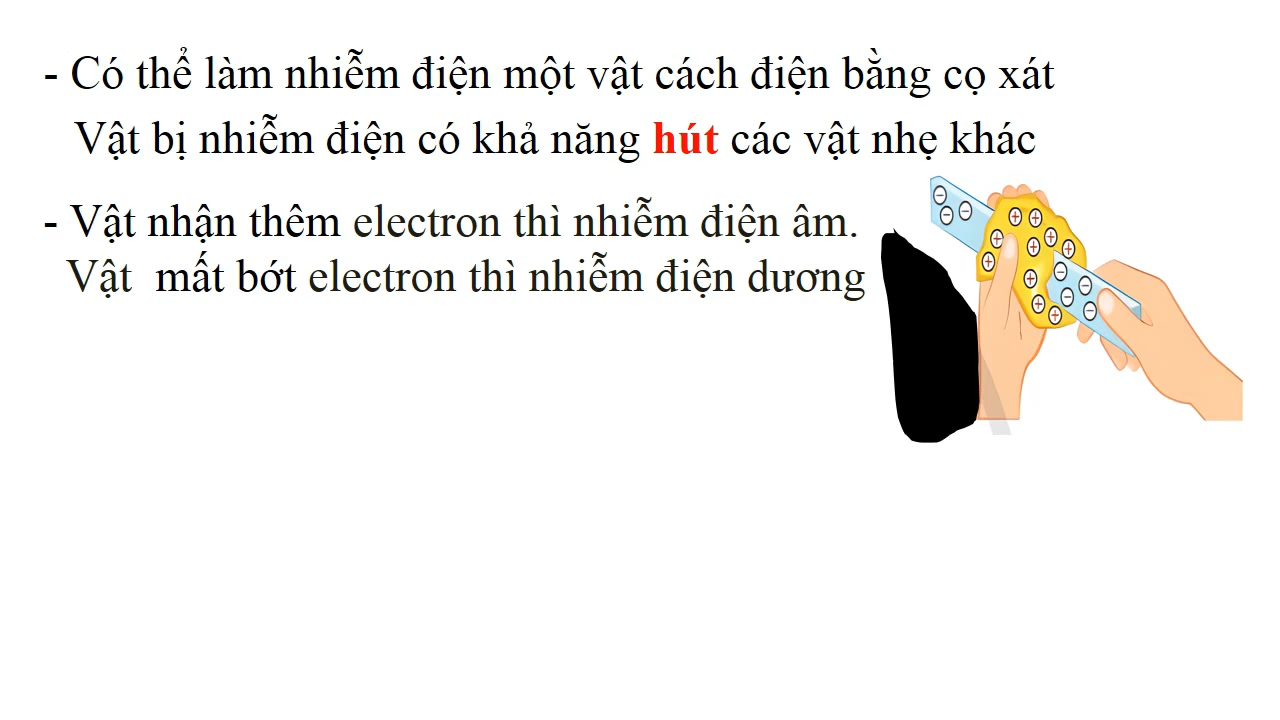 - Có thể làm nhiễm điện một vật cách điện bằng cọ xát
Vật bị nhiễm điện có khả năng hút các vật nhẹ khác
- Vật nhận thêm electron thì nhiễm điện âm.
Vật mất bớt electron thì nhiễm điện dương